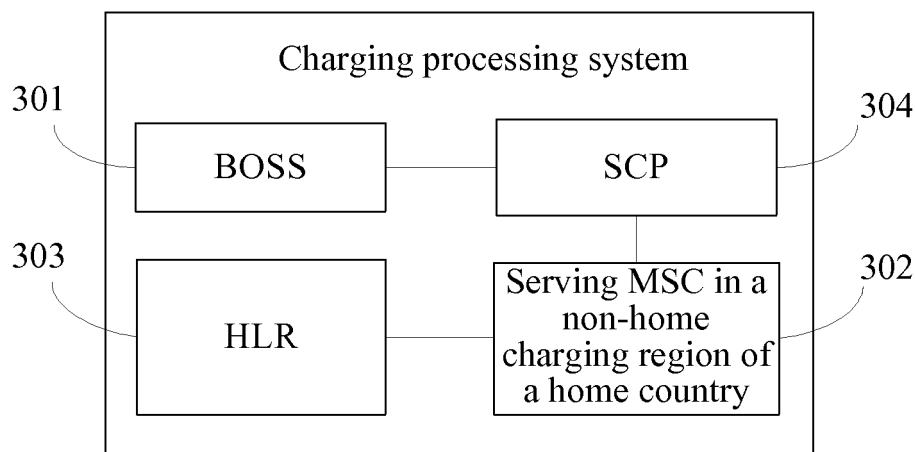 Charging processing system
301
304
BOSS
SCP
303
302
HLR
Serving MSC in a
non-home
charging region of
a home country